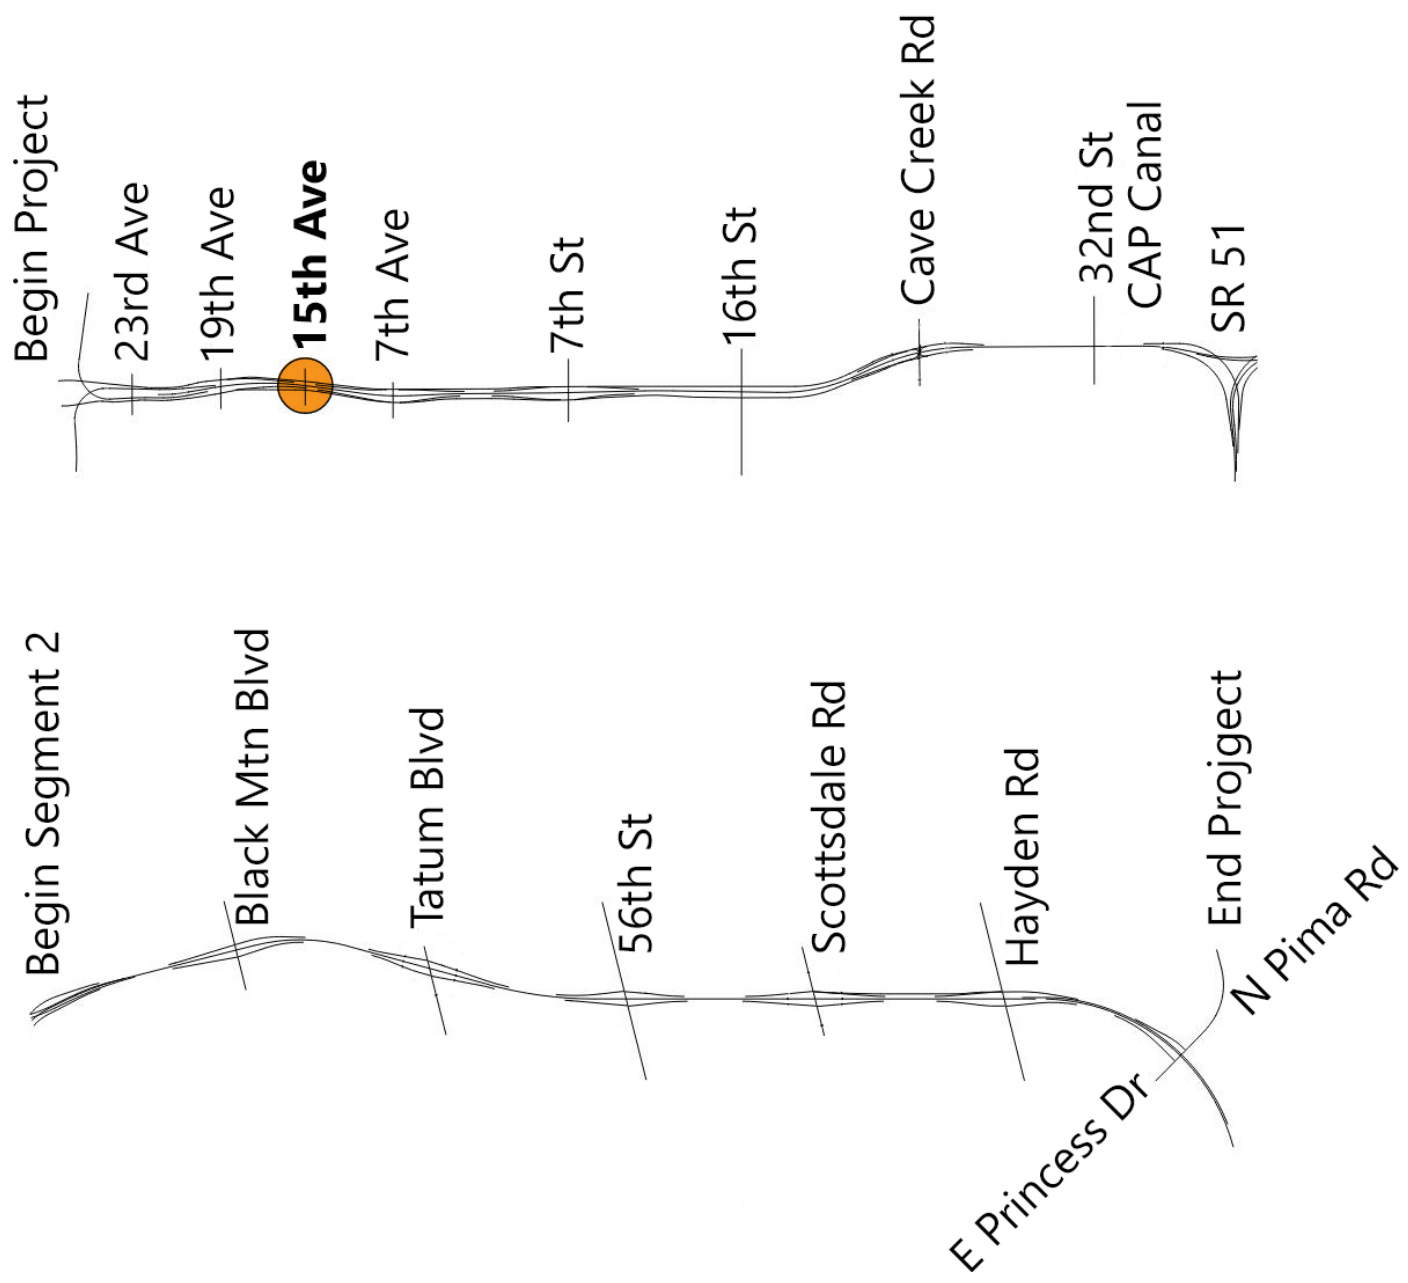 Begin Project
23rd Ave
19th Ave
15th Ave
7th Ave
7th St
16th St
Cave Creek Rd
32nd St
CAP Canal
SR 51
Begin Segment 2
Black Mtn Blvd
Tatum Blvd
56th St
Scottsdale Rd
Hayden Rd
End Projgect
N Pima Rd
E Princess Dr